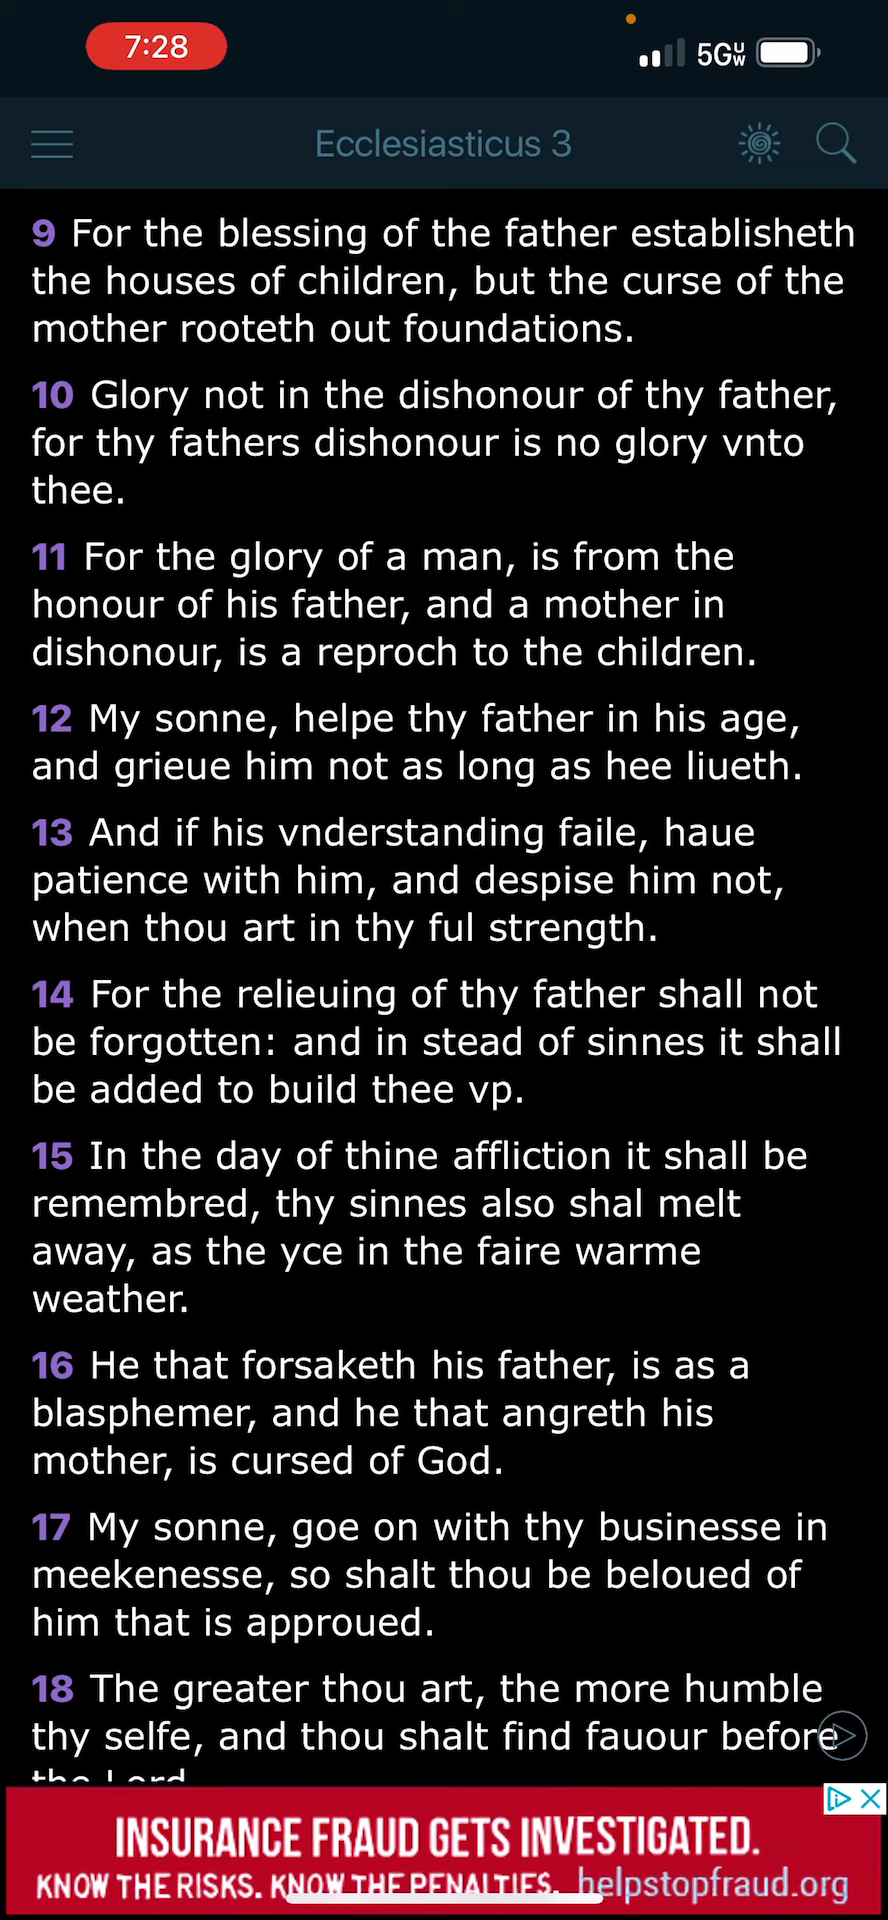 7:28
5GUW
Ecclesiasticus 3
9 For the blessing of the father establisheth
the houses of children, but the curse of the
mother rooteth out foundations.
10 Glory not in the dishonour of thy father,
for thy fathers dishonour is no glory vnto
thee.
11 For the glory of a man, is from the
honour of his father, and a mother in
dishonour, is a reproch to the children.
12 My sonne, helpe thy father in his age,
and grieue him not as long as hee liueth.
13 And if his vnderstanding faile, haue
patience with him, and despise him not,
when thou art in thy ful strength.
14 For the relieuing of thy father shall not
be forgotten: and in stead of sinnes it shall
be added to build thee vp.
15 In the day of thine affliction it shall be
remembred, thy sinnes also shal melt
away, as the yce in the faire warme
weather.
16 He that forsaketh his father, is as a
blasphemer, and he that angreth his
mother, is cursed of God.
17 My sonne, goe on with thy businesse in
meekenesse, so shalt thou be beloued of
him that is approued.
18 The greater thou art, the more humble
thy selfe, and thou shalt find fauour before
the Lord
INSURANCE FRAUD GETS INVESTIGATED.
KNOW THE RISKS. KNOW THE PENALTIES. helpstopfraud.org